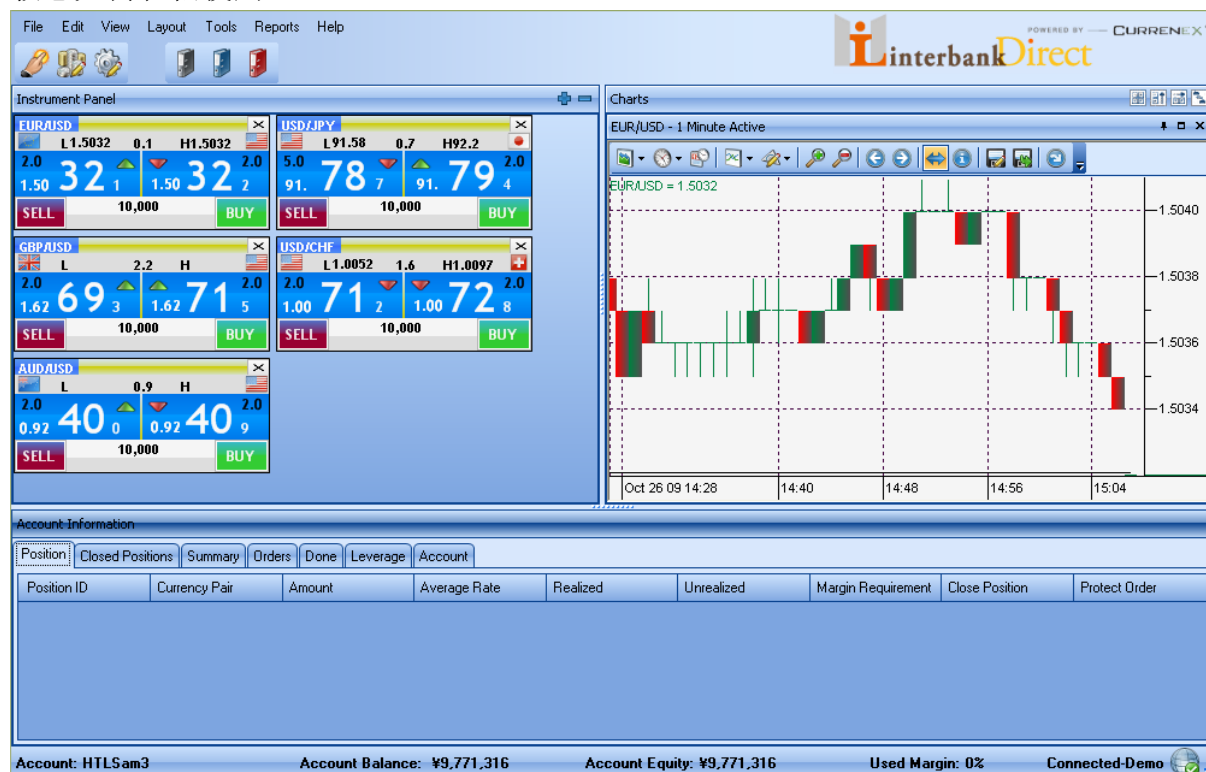 File Edit View Layout Tools Reports Help
interbankDirect
POWERED BY CURRENEX
Instrument Panel
EUR/USD
L1.5032 0.1 H1.5032
2.0 1.50 32 1 1.50 32 2 2.0
SELL 10,000 BUY
USD/JPY
L91.58 0.7 H92.2
5.0 91. 78 7 91. 79 4 2.0
SELL 10,000 BUY
GBP/USD
L 2.2 H
2.0 1.62 69 3 1.62 71 5 2.0
SELL 10,000 BUY
USD/CHF
L1.0052 1.6 H1.0097
2.0 1.00 71 2 1.00 72 8 2.0
SELL 10,000 BUY
AUD/USD
L 0.9 H
2.0 0.92 40 0 0.92 40 9 2.0
SELL 10,000 BUY
Charts
EUR/USD - 1 Minute Active
EUR/USD = 1.5032
1.5040
1.5038
1.5036
1.5034
Oct 26 09 14:28 14:40 14:48 14:56 15:04
Account Information
Position Closed Positions Summary Orders Done Leverage Account
Position ID Currency Pair Amount Average Rate Realized Unrealized Margin Requirement Close Position Protect Order
Account: HTLSam3 Account Balance: ¥9,771,316 Account Equity: ¥9,771,316 Used Margin: 0% Connected-Demo